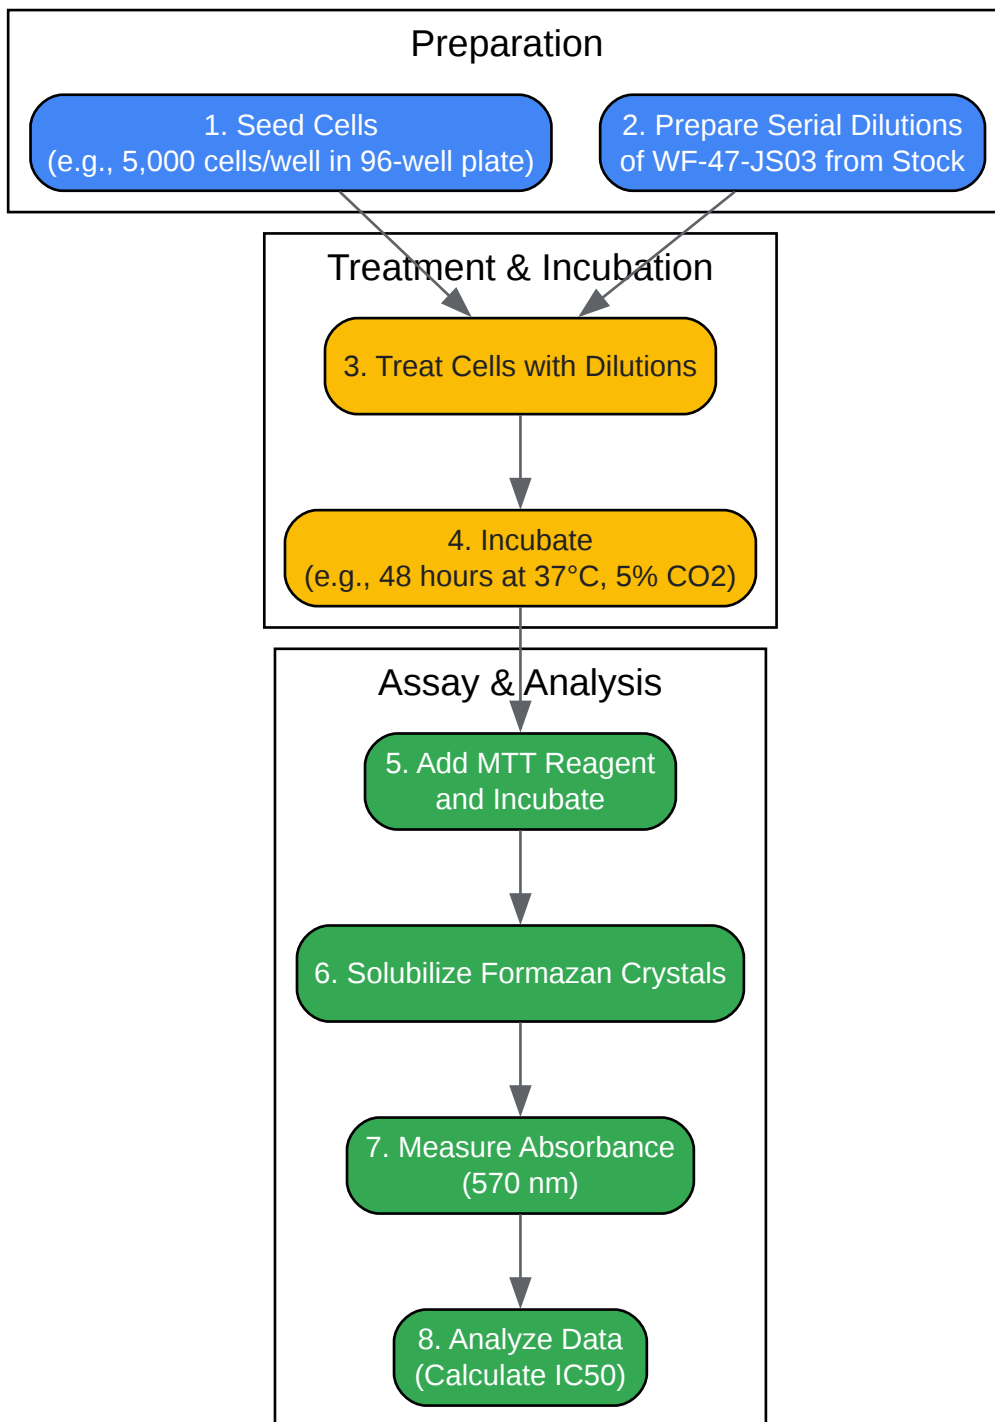 Preparation
1. Seed Cells
(e.g., 5,000 cells/well in 96-well plate)
2. Prepare Serial Dilutions
of WF-47-JS03 from Stock
Treatment & Incubation
3. Treat Cells with Dilutions
4. Incubate
(e.g., 48 hours at 37°C, 5% CO2)
Assay & Analysis
5. Add MTT Reagent
and Incubate
6. Solubilize Formazan Crystals
7. Measure Absorbance
(570 nm)
8. Analyze Data
(Calculate IC50)